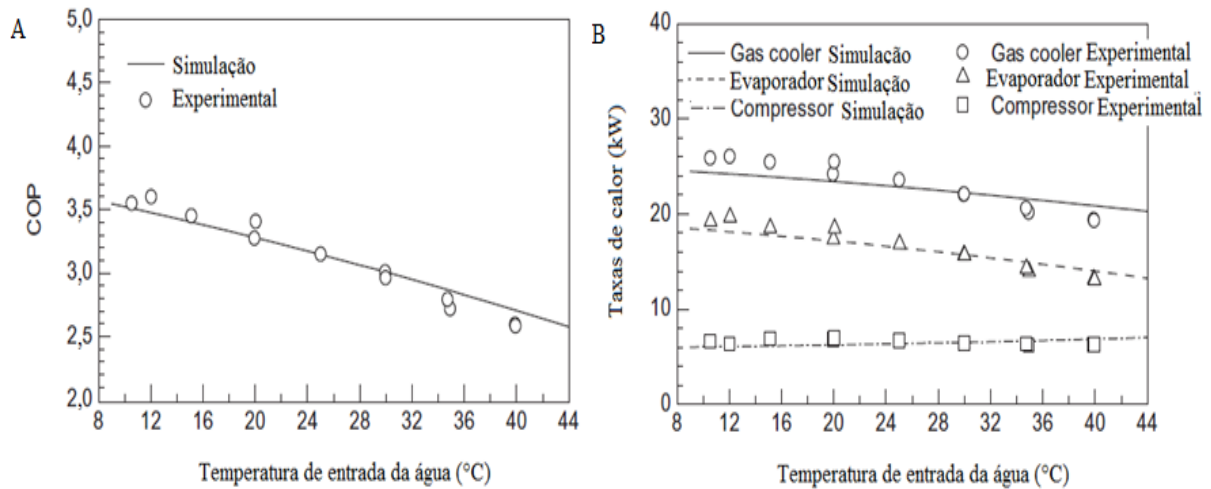 A
COP
5,0
4,5
4,0
3,5
3,0
2,5
2,0
Simulação
Experimental
8 12 16 20 24 28 32 36 40 44
Temperatura de entrada da água (°C)
B
Taxas de calor (kW)
40
30
20
10
0
Gas cooler Simulação
Evaporador Simulação
Compressor Simulação
Gas cooler Experimental
Evaporador Experimental
Compressor Experimental
8 12 16 20 24 28 32 36 40 44
Temperatura de entrada da água (°C)